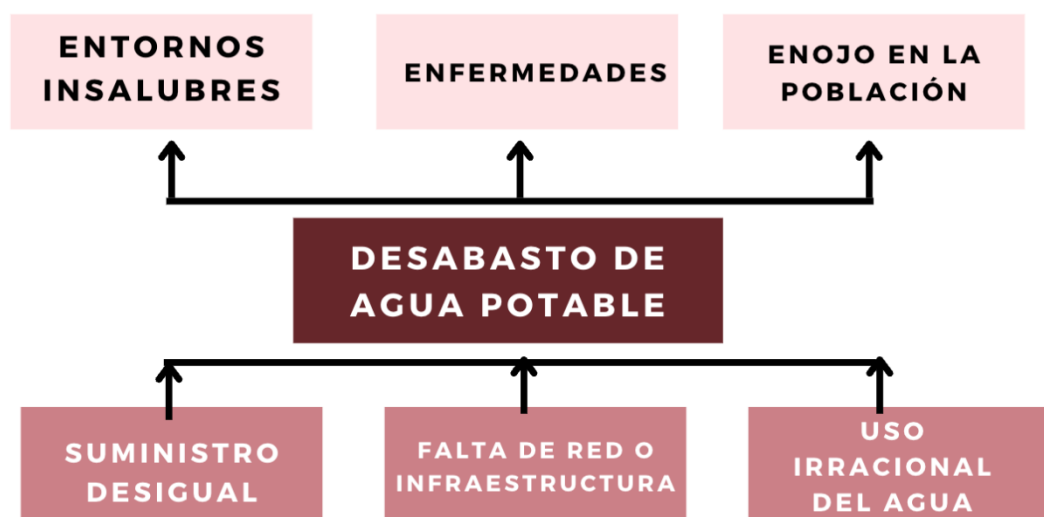 ENTORNOS
INSALUBRES
ENFERMEDADES
ENOJO EN LA
POBLACIÓN
DESABASTO DE
AGUA POTABLE
SUMINISTRO
DESIGUAL
FALTA DE RED O
INFRAESTRUCTURA
USO
IRRACIONAL
DEL AGUA